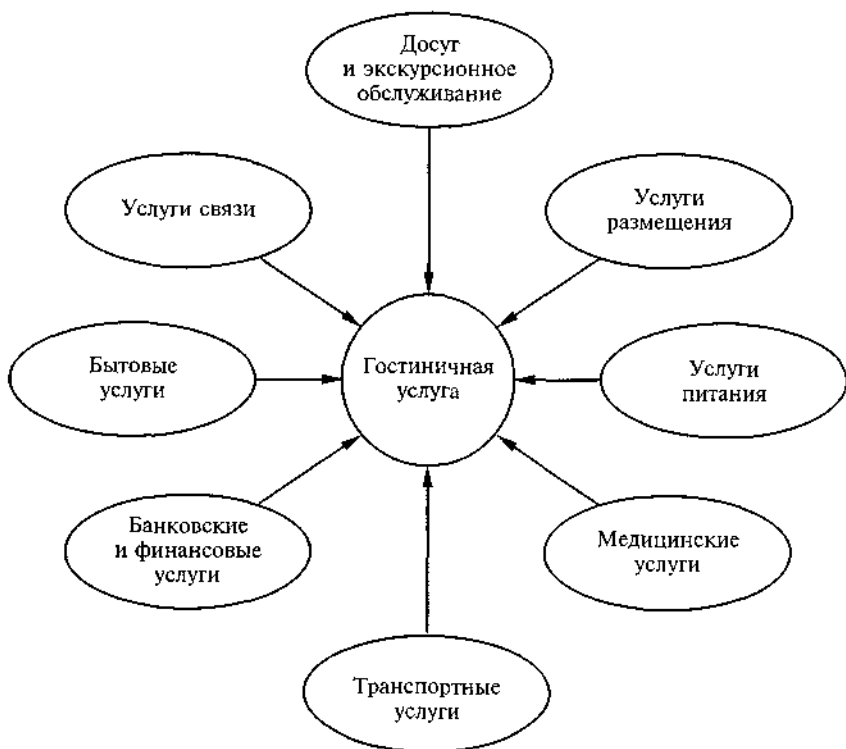 Досуг
и экскурсионное
обслуживание
Услуги связи
Услуги
размещения
Бытовые
услуги
Гостиничная
услуга
Услуги
питания
Банковские
и финансовые
услуги
Медицинские
услуги
Транспортные
услуги